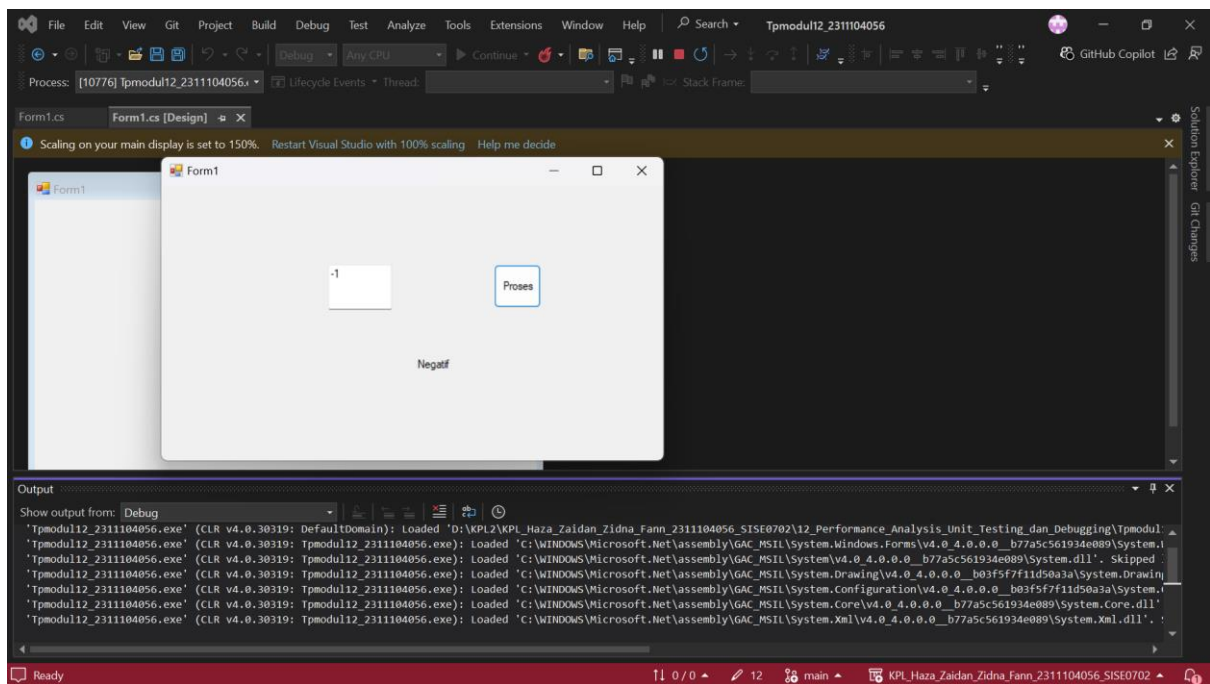 File Edit View Git Project Build Debug Test Analyze Tools Extensions Window Help Search Tpmodul12_2311104056
Debug Any CPU Continue GitHub Copilot
Process: [10776] Tpmodul12_2311104056.e Lifecycle Events Thread: Stack Frame:
Form1.cs Form1.cs [Design]
Scaling on your main display is set to 150%. Restart Visual Studio with 100% scaling Help me decide
Solution Explorer
Git Changes
Form1
Form1
-1
Proses
Negatif
Output
Show output from: Debug
'Tpmodul12_2311104056.exe' (CLR v4.0.30319: DefaultDomain): Loaded 'D:\KPL2\KPL_Haza_Zaidan_Zidna_Fann_2311104056_SISE0702\12_Performance_Analysis_Unit_Testing_dan_Debugging\Tpmodul
'Tpmodul12_2311104056.exe' (CLR v4.0.30319: Tpmodul12_2311104056.exe): Loaded 'C:\WINDOWS\Microsoft.Net\assembly\GAC_MSIL\System.Windows.Forms\v4.0_4.0.0.0__b77a5c561934e089\System.
'Tpmodul12_2311104056.exe' (CLR v4.0.30319: Tpmodul12_2311104056.exe): Loaded 'C:\WINDOWS\Microsoft.Net\assembly\GAC_MSIL\System\v4.0_4.0.0.0__b77a5c561934e089\System.dll'. Skipped
'Tpmodul12_2311104056.exe' (CLR v4.0.30319: Tpmodul12_2311104056.exe): Loaded 'C:\WINDOWS\Microsoft.Net\assembly\GAC_MSIL\System.Drawing\v4.0_4.0.0.0__b03f5f7f11d50a3a\System.Drawin
'Tpmodul12_2311104056.exe' (CLR v4.0.30319: Tpmodul12_2311104056.exe): Loaded 'C:\WINDOWS\Microsoft.Net\assembly\GAC_MSIL\System.Configuration\v4.0_4.0.0.0__b03f5f7f11d50a3a\System.
'Tpmodul12_2311104056.exe' (CLR v4.0.30319: Tpmodul12_2311104056.exe): Loaded 'C:\WINDOWS\Microsoft.Net\assembly\GAC_MSIL\System.Core\v4.0_4.0.0.0__b77a5c561934e089\System.Core.dll'
'Tpmodul12_2311104056.exe' (CLR v4.0.30319: Tpmodul12_2311104056.exe): Loaded 'C:\WINDOWS\Microsoft.Net\assembly\GAC_MSIL\System.Xml\v4.0_4.0.0.0__b77a5c561934e089\System.Xml.dll'.
Ready 0 / 0 12 main KPL_Haza_Zaidan_Zidna_Fann_2311104056_SISE0702